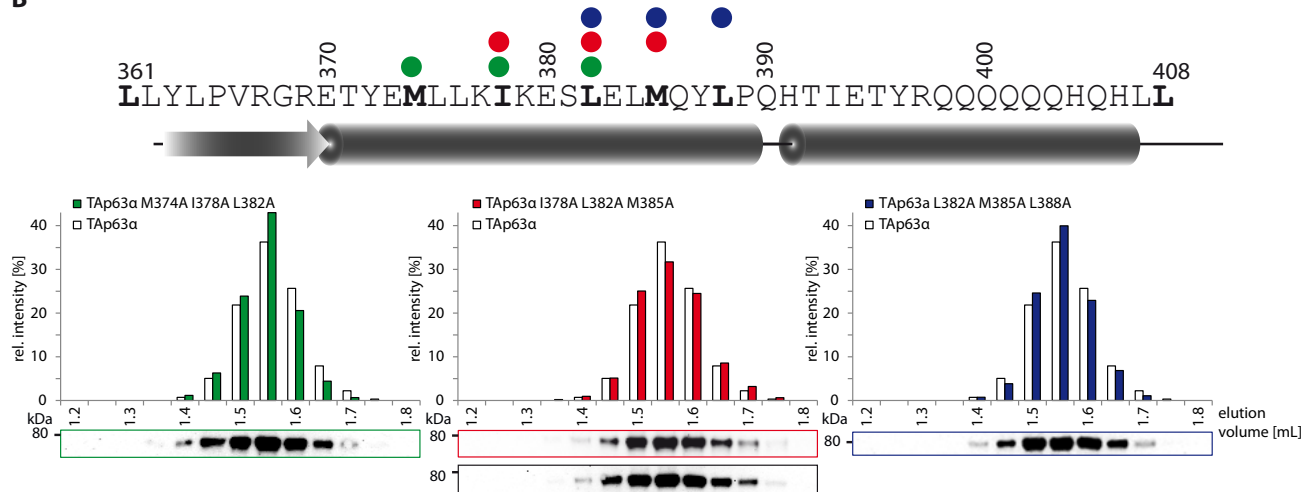 B
361 370 380 390 400 408
LLYLPVRGRETYEMLLKIKESLELMQYLPQHTIETYRQQQQQQHQHLL
TAp63α M374A I378A L382A
TAp63α
rel. intensity [%]
40
30
20
10
0
kDa
1.2 1.3 1.4 1.5 1.6 1.7 1.8
80
TAp63α I378A L382A M385A
TAp63α
rel. intensity [%]
40
30
20
10
0
kDa
1.2 1.3 1.4 1.5 1.6 1.7 1.8
80
80
TAp63a L382A M385A L388A
TAp63α
rel. intensity [%]
40
30
20
10
0
kDa
1.2 1.3 1.4 1.5 1.6 1.7 1.8
80
elution
volume [mL]